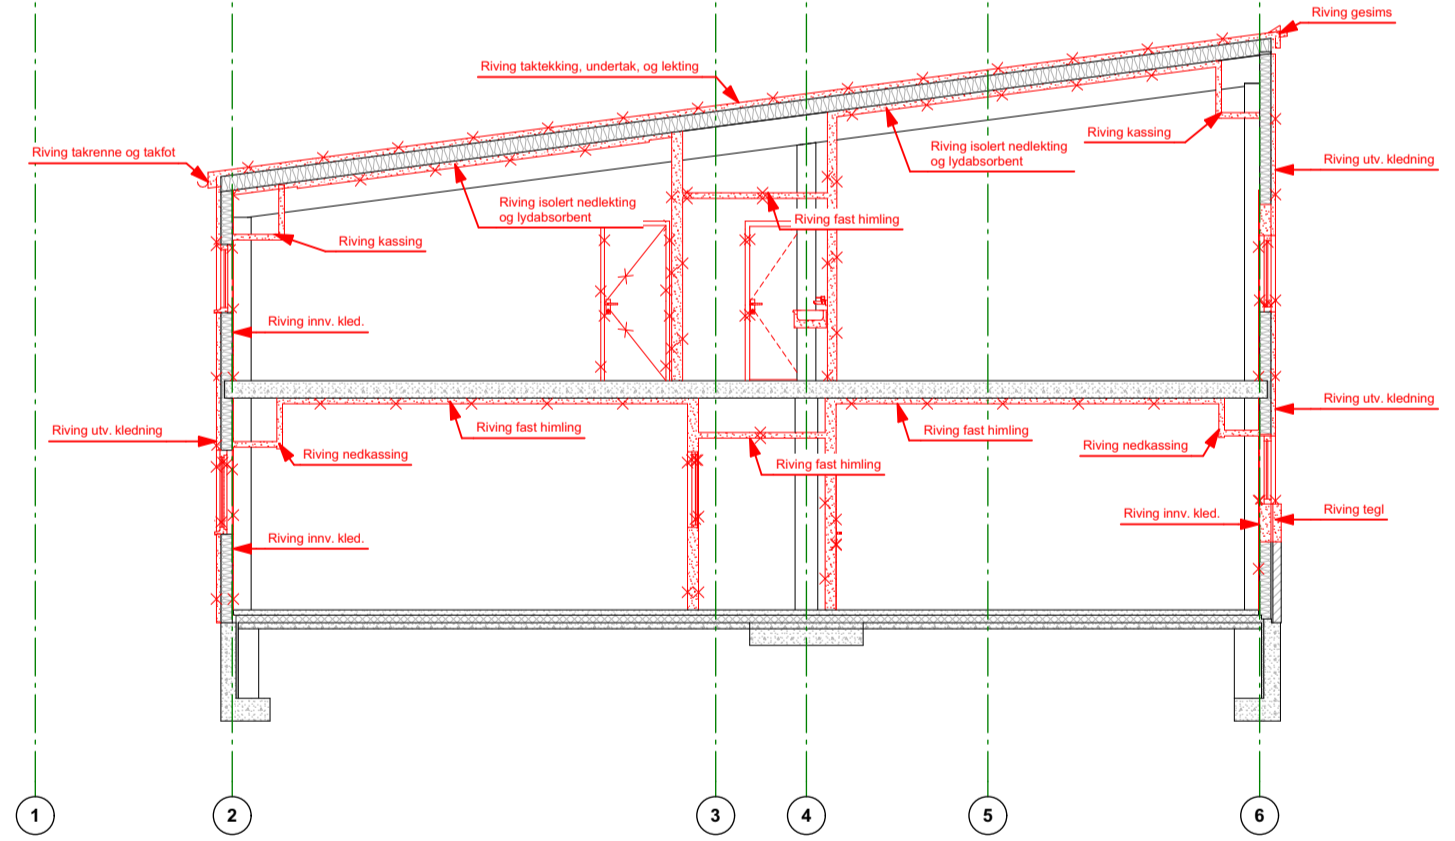 Riving gesims
Riving taktekking, undertak, og lekting
Riving kassing
Riving takrenne og takfot
Riving isolert nedlekting
og lydabsorbent
Riving utv. kledning
Riving isolert nedlekting
og lydabsorbent
Riving fast himling
Riving kassing
Riving innv. kled.
Riving utv. kledning
Riving utv. kledning
Riving fast himling
Riving fast himling
Riving nedkassing
Riving nedkassing
Riving fast himling
Riving innv. kled.
Riving tegl
Riving innv. kled.
1
2
3
4
5
6